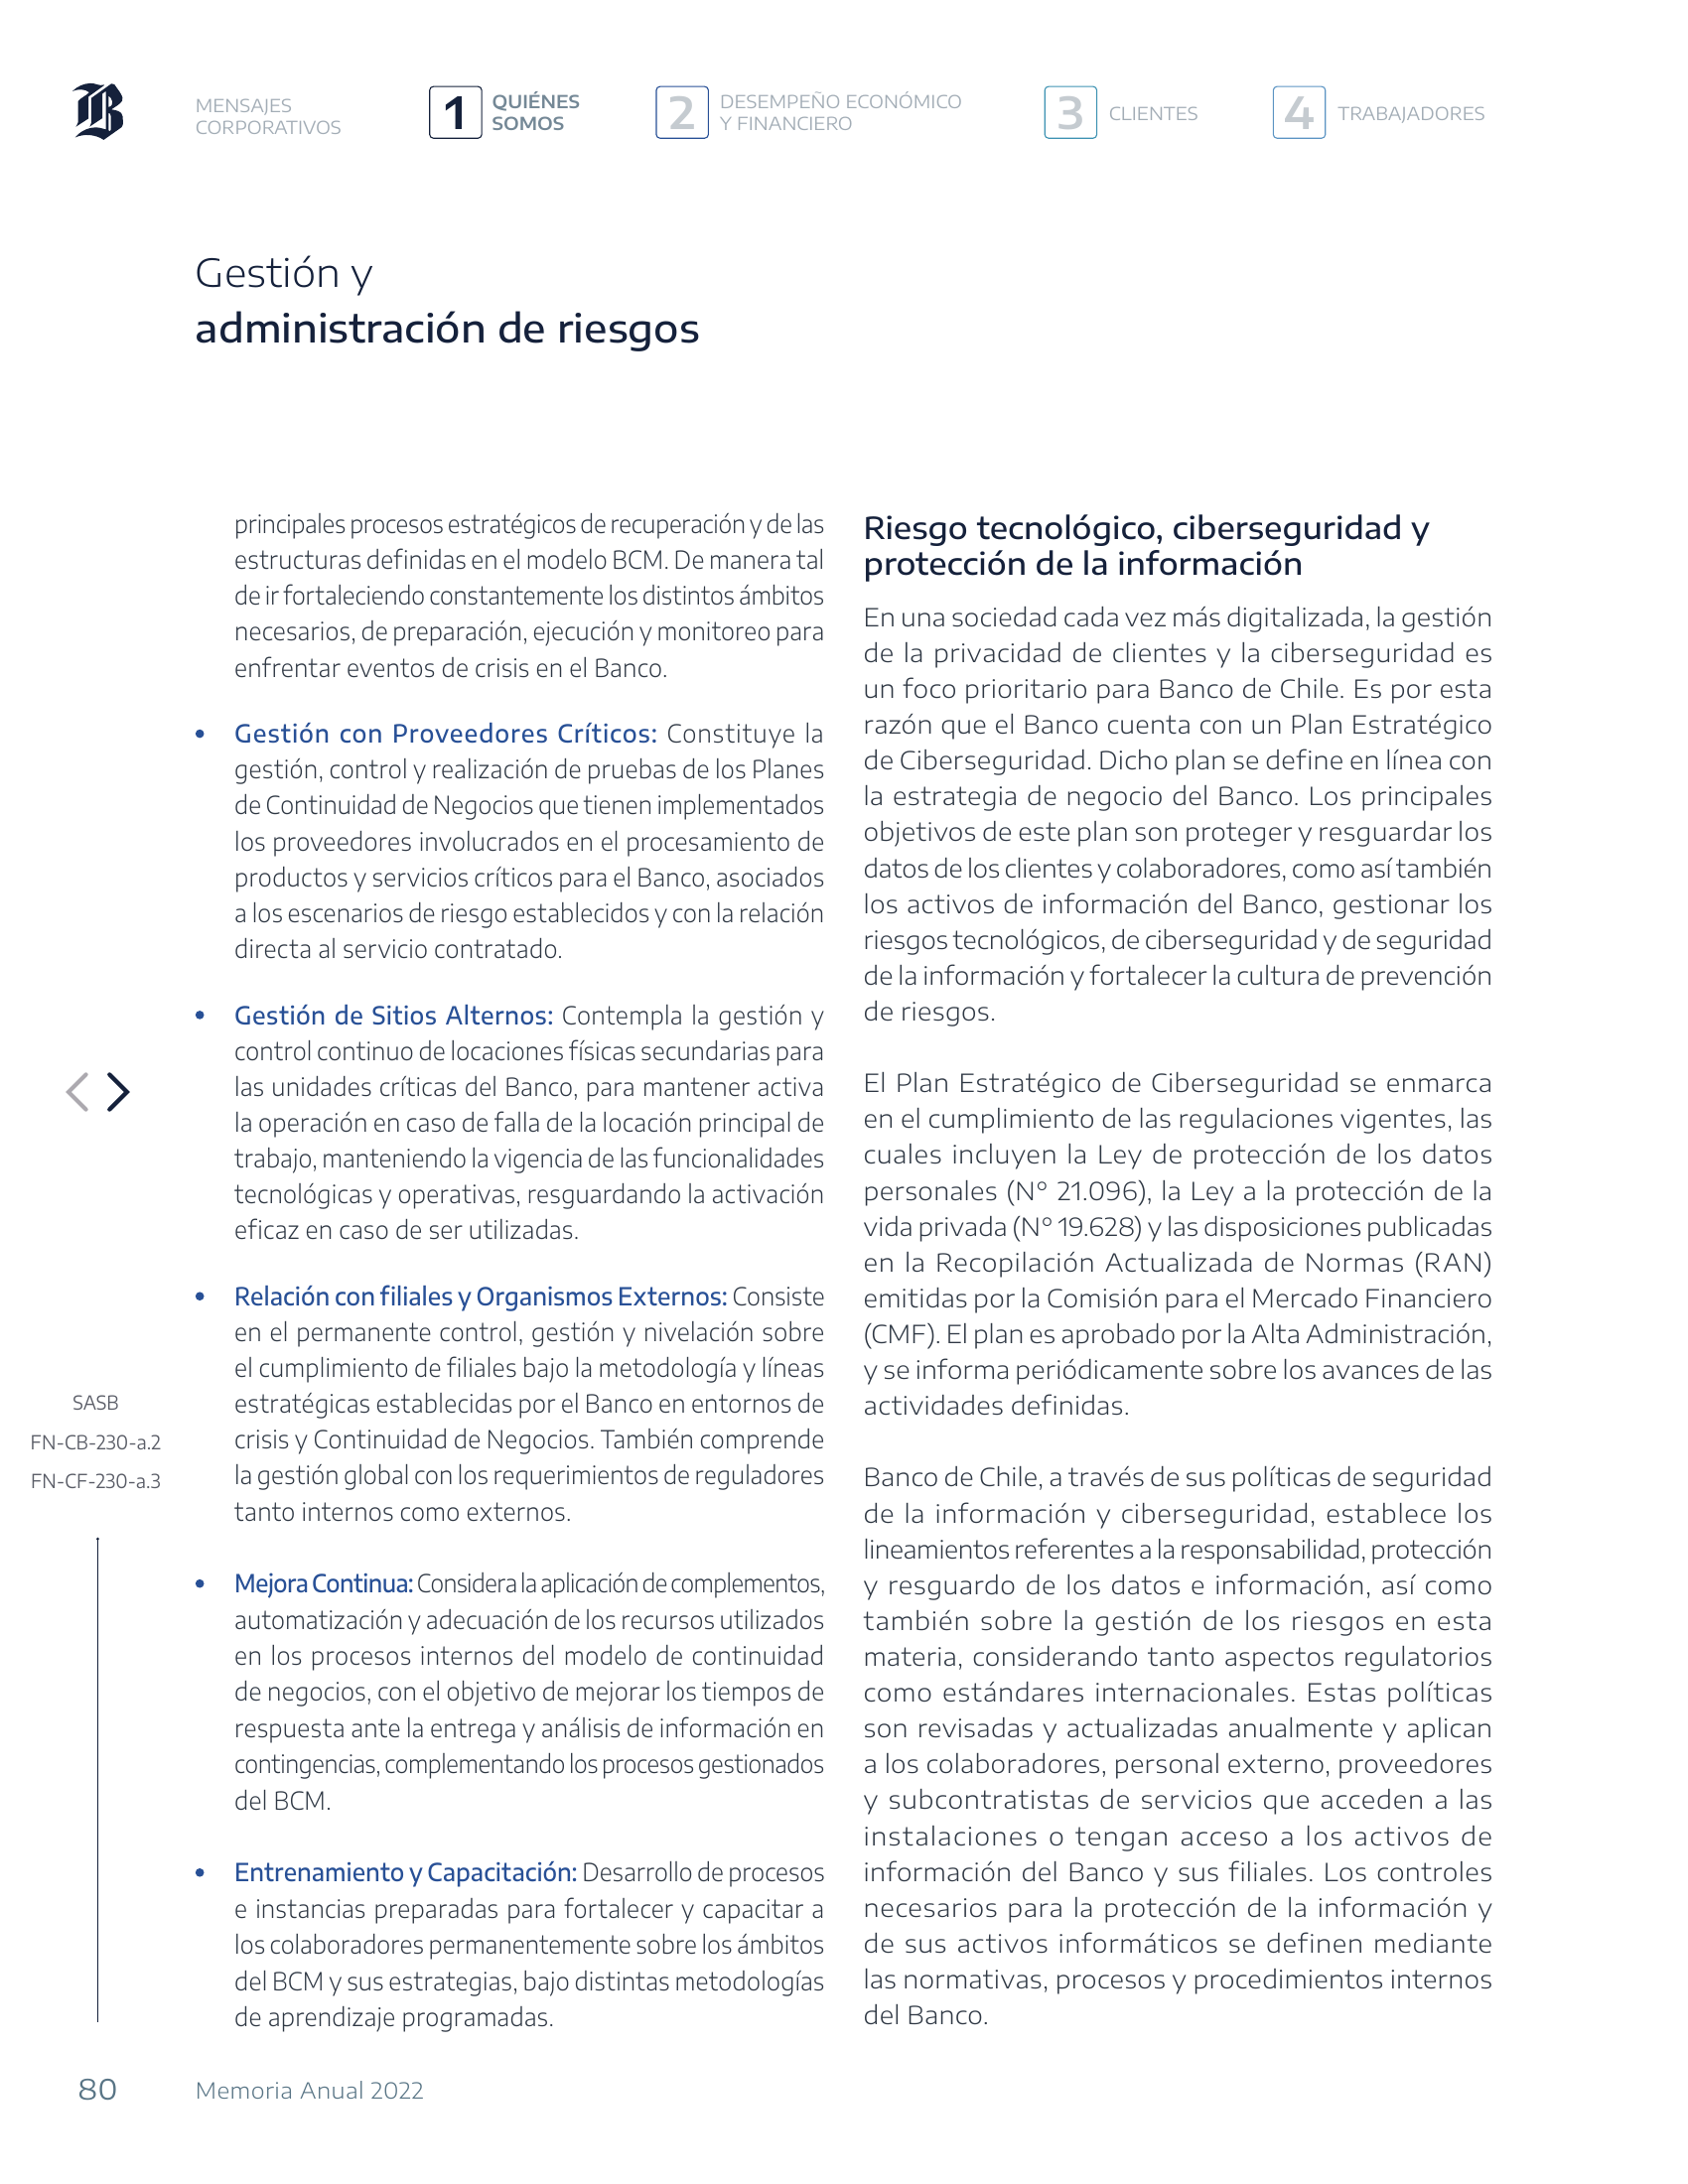 B
MENSAJES
CORPORATIVOS
1
QUIÉNES
SOMOS
2
DESEMPEÑO ECONÓMICO
Y FINANCIERO
3
CLIENTES
4
TRABAJADORES
Gestión y
administración de riesgos
principales procesos estratégicos de recuperación y de las
estructuras definidas en el modelo BCM. De manera tal
de ir fortaleciendo constantemente los distintos ámbitos
necesarios, de preparación, ejecución y monitoreo para
enfrentar eventos de crisis en el Banco.
• Gestión con Proveedores Críticos: Constituye la
gestión, control y realización de pruebas de los Planes
de Continuidad de Negocios que tienen implementados
los proveedores involucrados en el procesamiento de
productos y servicios críticos para el Banco, asociados
a los escenarios de riesgo establecidos y con la relación
directa al servicio contratado.
• Gestión de Sitios Alternos: Contempla la gestión y
control continuo de locaciones físicas secundarias para
las unidades críticas del Banco, para mantener activa
la operación en caso de falla de la locación principal de
trabajo, manteniendo la vigencia de las funcionalidades
tecnológicas y operativas, resguardando la activación
eficaz en caso de ser utilizadas.
• Relación con filiales y Organismos Externos: Consiste
en el permanente control, gestión y nivelación sobre
el cumplimiento de filiales bajo la metodología y líneas
estratégicas establecidas por el Banco en entornos de
crisis y Continuidad de Negocios. También comprende
la gestión global con los requerimientos de reguladores
tanto internos como externos.
• Mejora Continua: Considera la aplicación de complementos,
automatización y adecuación de los recursos utilizados
en los procesos internos del modelo de continuidad
de negocios, con el objetivo de mejorar los tiempos de
respuesta ante la entrega y análisis de información en
contingencias, complementando los procesos gestionados
del BCM.
• Entrenamiento y Capacitación: Desarrollo de procesos
e instancias preparadas para fortalecer y capacitar a
los colaboradores permanentemente sobre los ámbitos
del BCM y sus estrategias, bajo distintas metodologías
de aprendizaje programadas.
Riesgo tecnológico, ciberseguridad y
protección de la información
En una sociedad cada vez más digitalizada, la gestión
de la privacidad de clientes y la ciberseguridad es
un foco prioritario para Banco de Chile. Es por esta
razón que el Banco cuenta con un Plan Estratégico
de Ciberseguridad. Dicho plan se define en línea con
la estrategia de negocio del Banco. Los principales
objetivos de este plan son proteger y resguardar los
datos de los clientes y colaboradores, como así también
los activos de información del Banco, gestionar los
riesgos tecnológicos, de ciberseguridad y de seguridad
de la información y fortalecer la cultura de prevención
de riesgos.
El Plan Estratégico de Ciberseguridad se enmarca
en el cumplimiento de las regulaciones vigentes, las
cuales incluyen la Ley de protección de los datos
personales (N° 21.096), la Ley a la protección de la
vida privada (N° 19.628) y las disposiciones publicadas
en la Recopilación Actualizada de Normas (RAN)
emitidas por la Comisión para el Mercado Financiero
(CMF). El plan es aprobado por la Alta Administración,
y se informa periódicamente sobre los avances de las
actividades definidas.
Banco de Chile, a través de sus políticas de seguridad
de la información y ciberseguridad, establece los
lineamientos referentes a la responsabilidad, protección
y resguardo de los datos e información, así como
también sobre la gestión de los riesgos en esta
materia, considerando tanto aspectos regulatorios
como estándares internacionales. Estas políticas
son revisadas y actualizadas anualmente y aplican
a los colaboradores, personal externo, proveedores
y subcontratistas de servicios que acceden a las
instalaciones o tengan acceso a los activos de
información del Banco y sus filiales. Los controles
necesarios para la protección de la información y
de sus activos informáticos se definen mediante
las normativas, procesos y procedimientos internos
del Banco.
SASB
FN-CB-230-a.2
FN-CF-230-a.3
80
Memoria Anual 2022